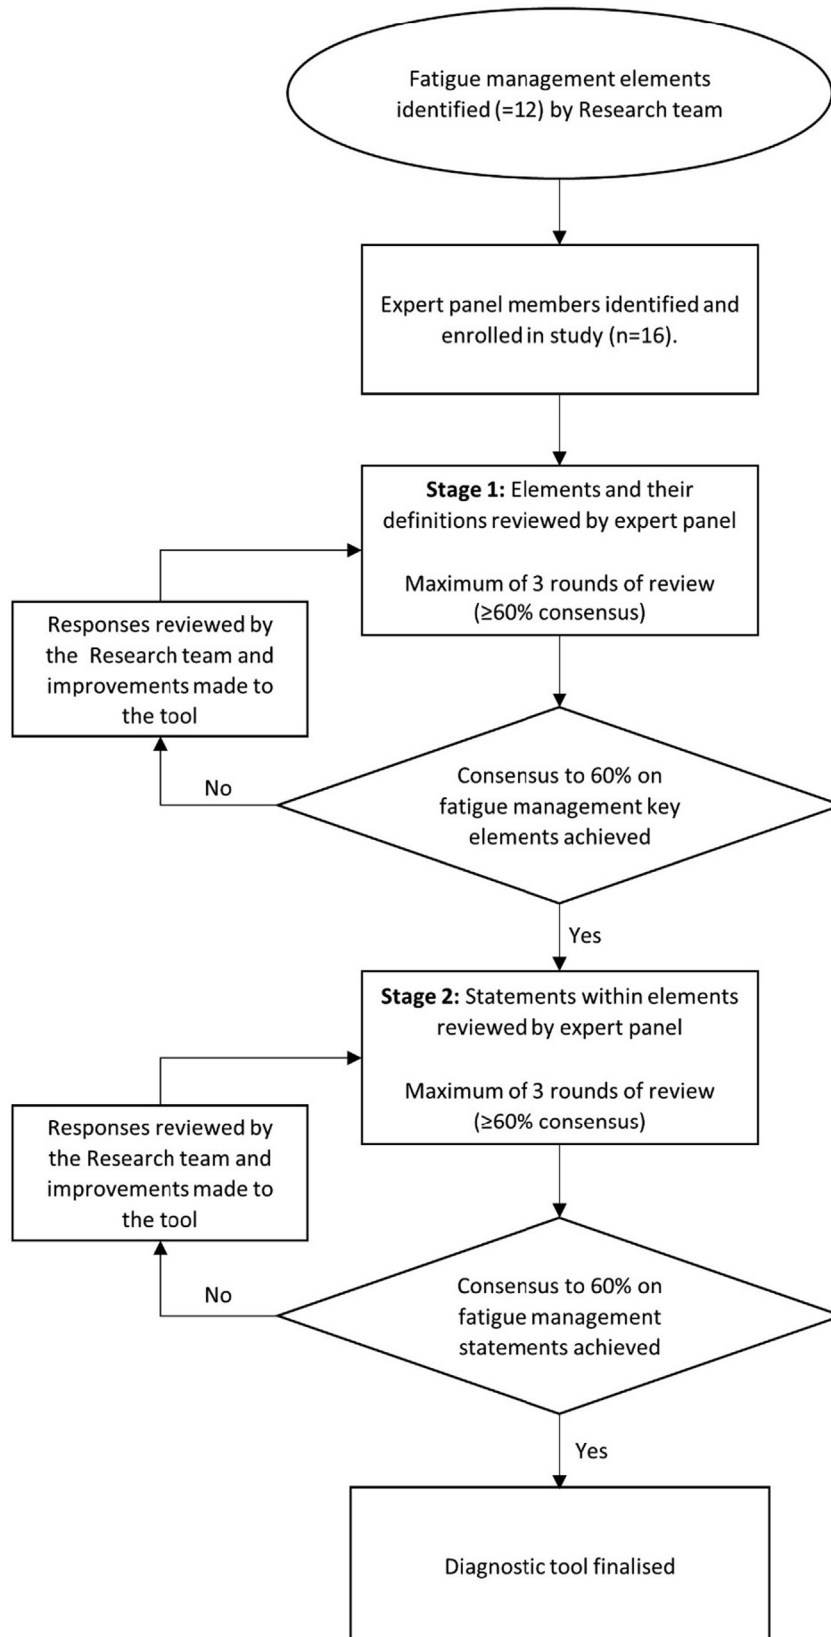 Fatigue management elements
identified (=12) by Research team
Expert panel members identified and
enrolled in study (n=16).
Stage 1: Elements and their
definitions reviewed by expert panel
Maximum of 3 rounds of review
(≥60% consensus)
Responses reviewed by
the Research team and
improvements made to
the tool
No
Consensus to 60% on
fatigue management key
elements achieved
Yes
Stage 2: Statements within elements
reviewed by expert panel
Maximum of 3 rounds of review
(≥60% consensus)
Responses reviewed by
the Research team and
improvements made to
the tool
No
Consensus to 60% on
fatigue management
statements achieved
Yes
Diagnostic tool finalised